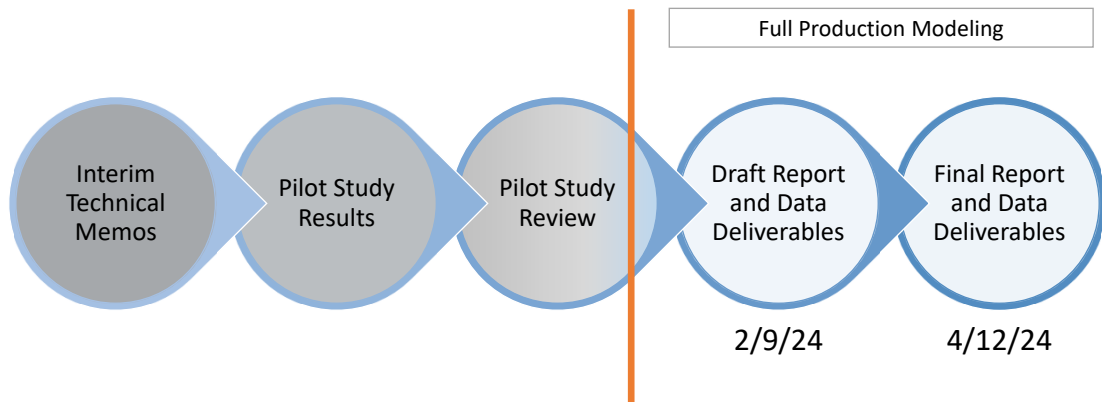 Full Production Modeling
Interim
Technical
Memos
Pilot Study
Results
Pilot Study
Review
Draft Report
and Data
Deliverables
Final Report
and Data
Deliverables
2/9/24
4/12/24